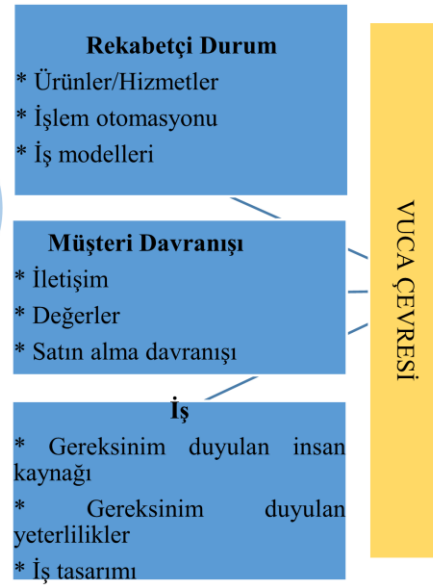 Rekabetçi Durum
* Ürünler/Hizmetler
* İşlem otomasyonu
* İş modelleri
Müşteri Davranışı
* İletişim
* Değerler
* Satın alma davranışı
İş
* Gereksinim duyulan insan
kaynağı
* Gereksinim duyulan
yeterlilikler
* İş tasarımı
VUCA ÇEVRESİ